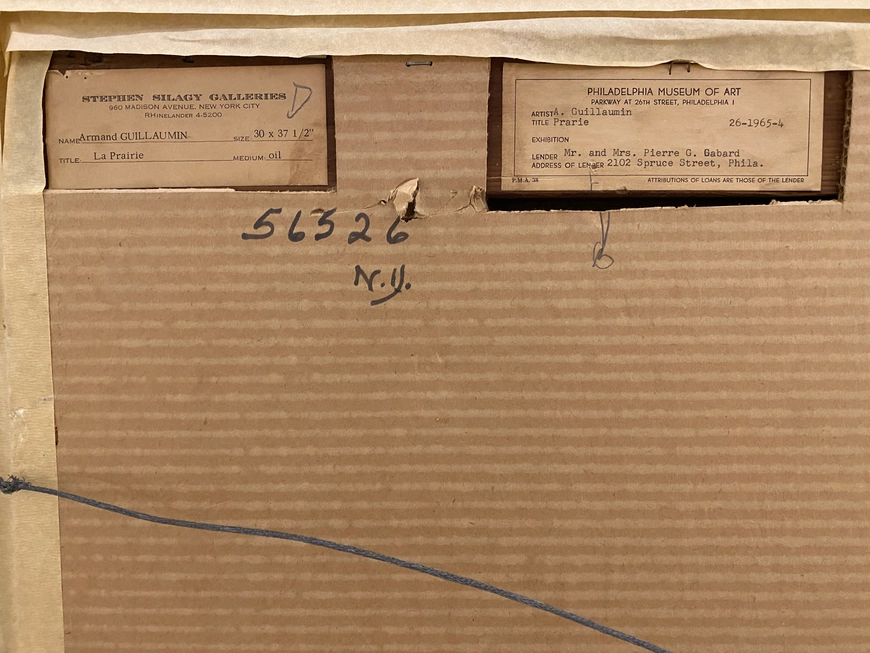 STEPHEN SILAGY GALLERIES
960 MADISON AVENUE, NEW YORK CITY
RHINELANDER 4-5200
D
NAME Armand GUILLAUMIN SIZE 30 x 37 1/2"
TITLE La Prairie MEDIUM: oil
PHILADELPHIA MUSEUM OF ART
PARKWAY AT 26TH STREET, PHILADELPHIA 1
ARTIST A. Guillaumin
TITLE Prarie 26-1965-4
EXHIBITION
LENDER Mr. and Mrs. Pierre G. Gabard
ADDRESS OF LENDER 2102 Spruce Street, Phila.
P.M.A. 38 ATTRIBUTIONS OF LOANS ARE THOSE OF THE LENDER
56326
N.Y.